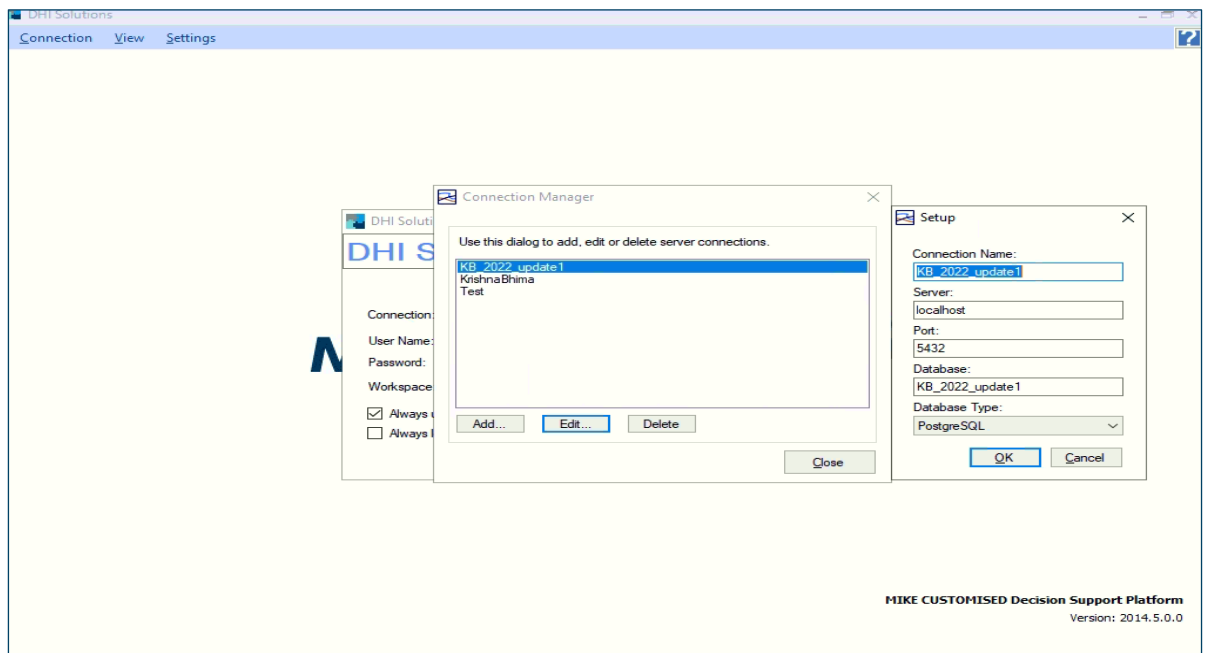 DHI Solutions
Connection View Settings
Connection Manager
DHI Soluti
Setup
DHI S
Use this dialog to add, edit or delete server connections.
KB_2022_update1
KrishnaBhima
Test
Connection:
User Name:
Password:
Workspace
Always u
Always l
Add... Edit... Delete
Close
Connection Name:
KB_2022_update1
Server:
localhost
Port:
5432
Database:
KB_2022_update1
Database Type:
PostgreSQL
OK Cancel
M
MIKE CUSTOMISED Decision Support Platform
Version: 2014.5.0.0